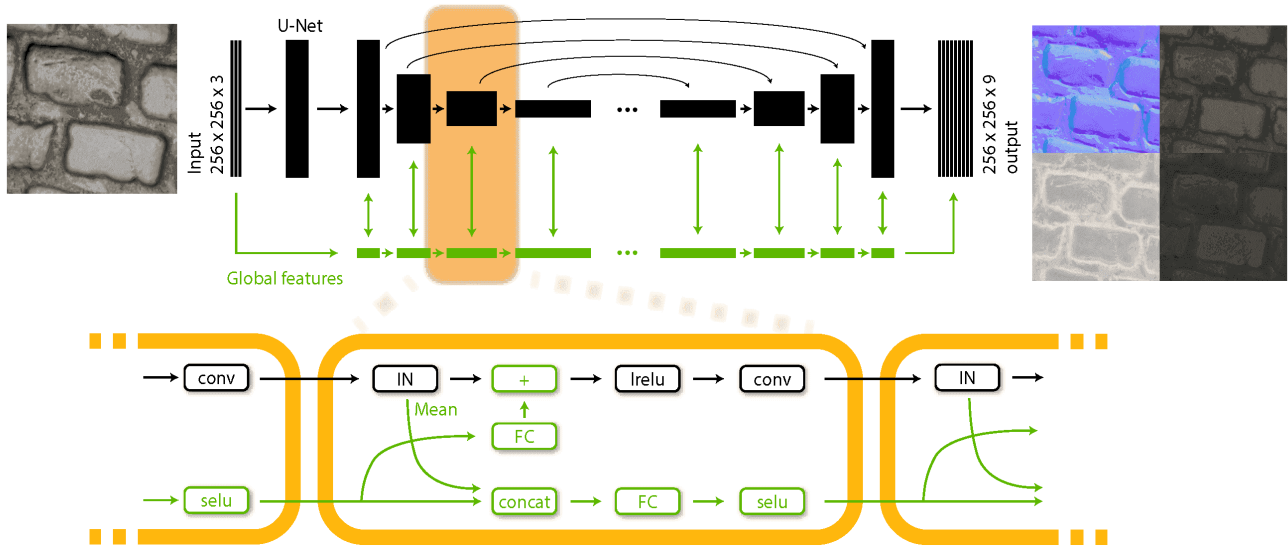 U-Net
Input
256 x 256 x 3
256 x 256 x 9
output
Global features
conv
IN
+
lrelu
conv
IN
Mean
FC
selu
concat
FC
selu